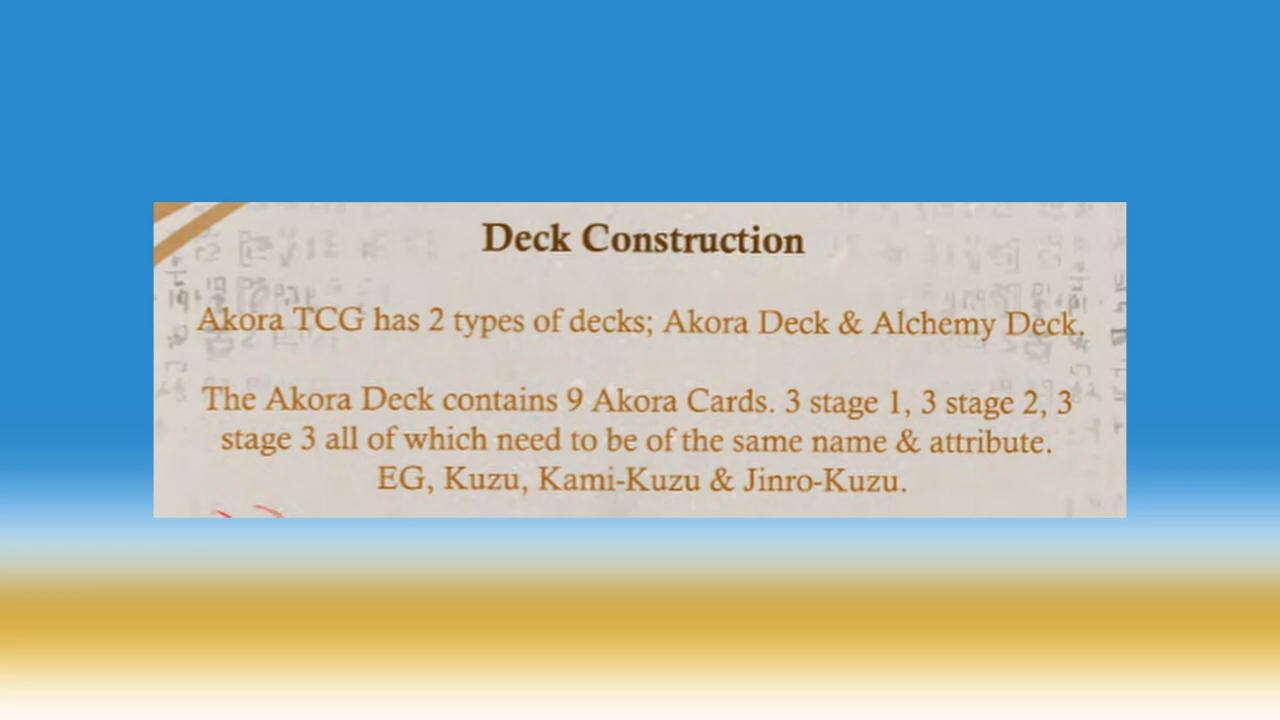 Deck Construction
Akora TCG has 2 types of decks; Akora Deck & Alchemy Deck.
The Akora Deck contains 9 Akora Cards. 3 stage 1, 3 stage 2, 3
stage 3 all of which need to be of the same name & attribute.
EG, Kuzu, Kami-Kuzu & Jinro-Kuzu.